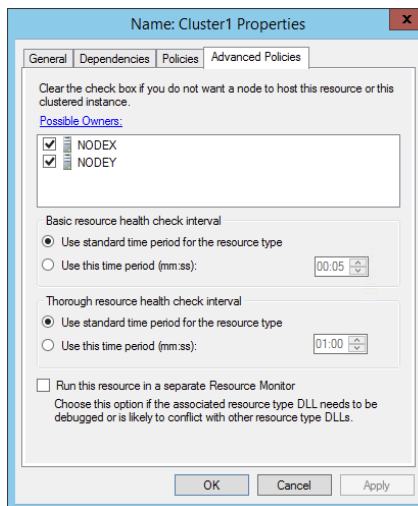 Name: Cluster1 Properties
x
General Dependencies Policies Advanced Policies
Clear the check box if you do not want a node to host this resource or this
clustered instance.
Possible Owners:
NODEX
NODEY
Basic resource health check interval
Use standard time period for the resource type
Use this time period (mm:ss): 00:05
Thorough resource health check interval
Use standard time period for the resource type
Use this time period (mm:ss): 01:00
Run this resource in a separate Resource Monitor
Choose this option if the associated resource type DLL needs to be
debugged or is likely to conflict with other resource type DLLs.
OK Cancel Apply